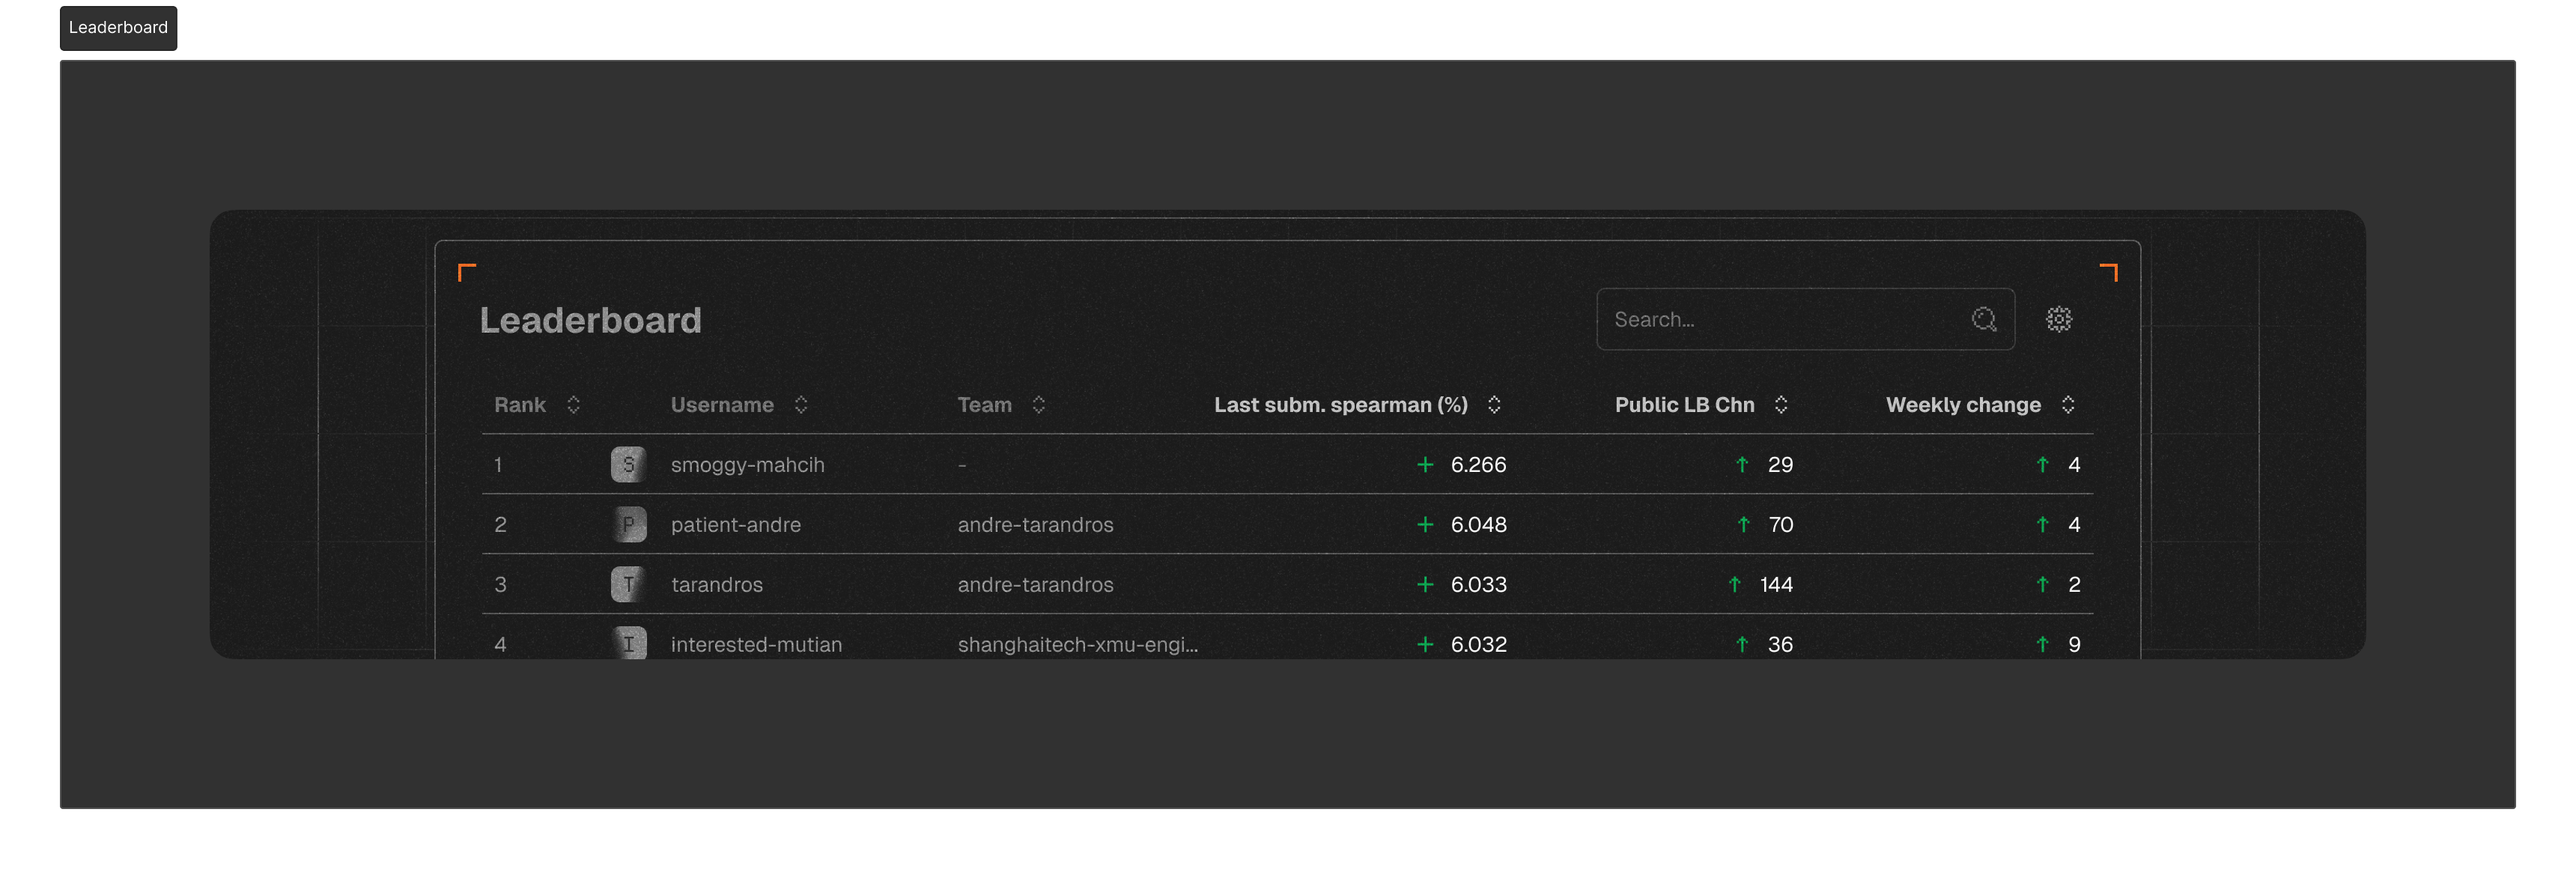 Leaderboard
Leaderboard
Search...
Rank Username Team Last subm. spearman (%) Public LB Chn Weekly change
1 S smoggy-mahcih - + 6.266 ↑ 29 ↑ 4
2 P patient-andre andre-tarandros + 6.048 ↑ 70 ↑ 4
3 T tarandros andre-tarandros + 6.033 ↑ 144 ↑ 2
4 I interested-mutian shanghaitech-xmu-engi... + 6.032 ↑ 36 ↑ 9